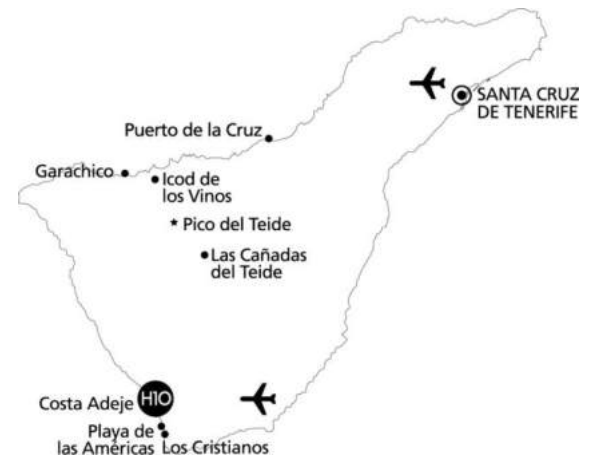 SANTA CRUZ
DE TENERIFE
Puerto de la Cruz
Garachico
Icod de
los Vinos
Pico del Teide
Las Cañadas
del Teide
H10
Costa Adeje
Playa de
las Américas
Los Cristianos